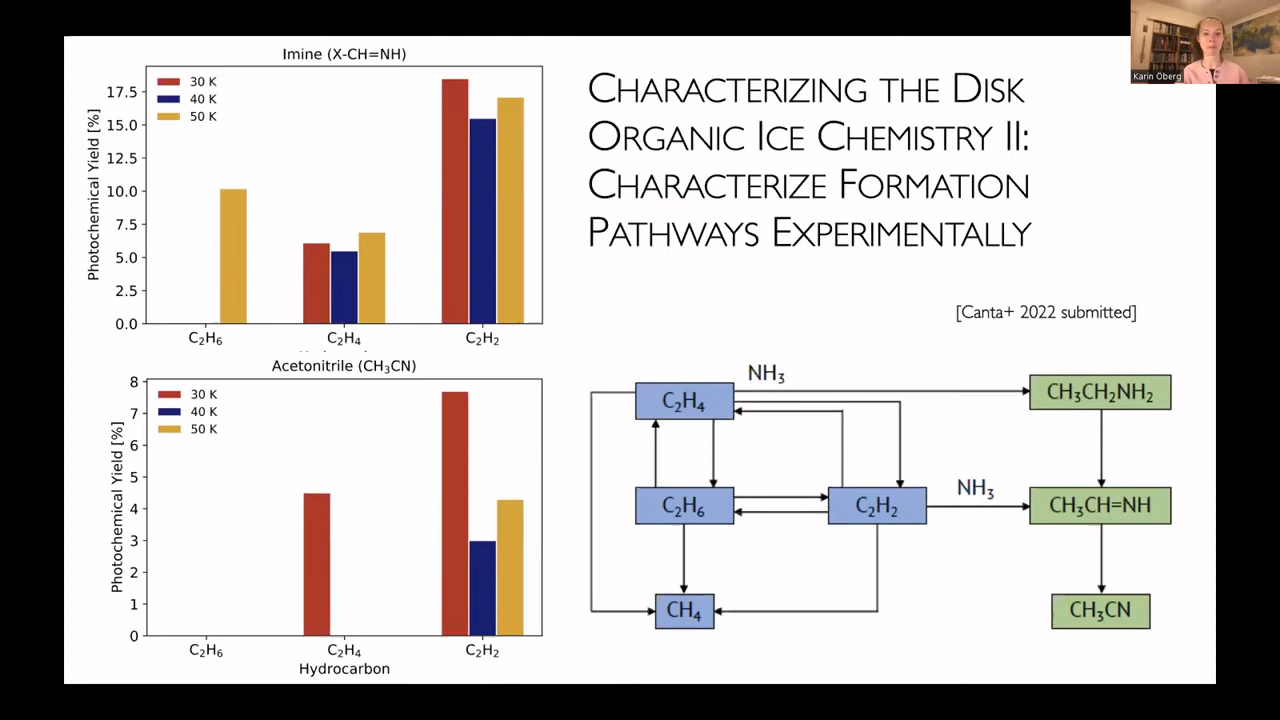 Karin Öberg
Imine (X-CH=NH)
30 K
40 K
50 K
Photochemical Yield [%]
17.5
15.0
12.5
10.0
7.5
5.0
2.5
0.0
C₂H₆
C₂H₄
C₂H₂
Acetonitrile (CH₃CN)
30 K
40 K
50 K
Photochemical Yield [%]
8
7
6
5
4
3
2
1
0
C₂H₆
C₂H₄
C₂H₂
Hydrocarbon
CHARACTERIZING THE DISK
ORGANIC ICE CHEMISTRY II:
CHARACTERIZE FORMATION
PATHWAYS EXPERIMENTALLY
[Canta+ 2022 submitted]
NH₃
C₂H₄
CH₃CH₂NH₂
NH₃
C₂H₆
C₂H₂
CH₃CH=NH
CH₄
CH₃CN